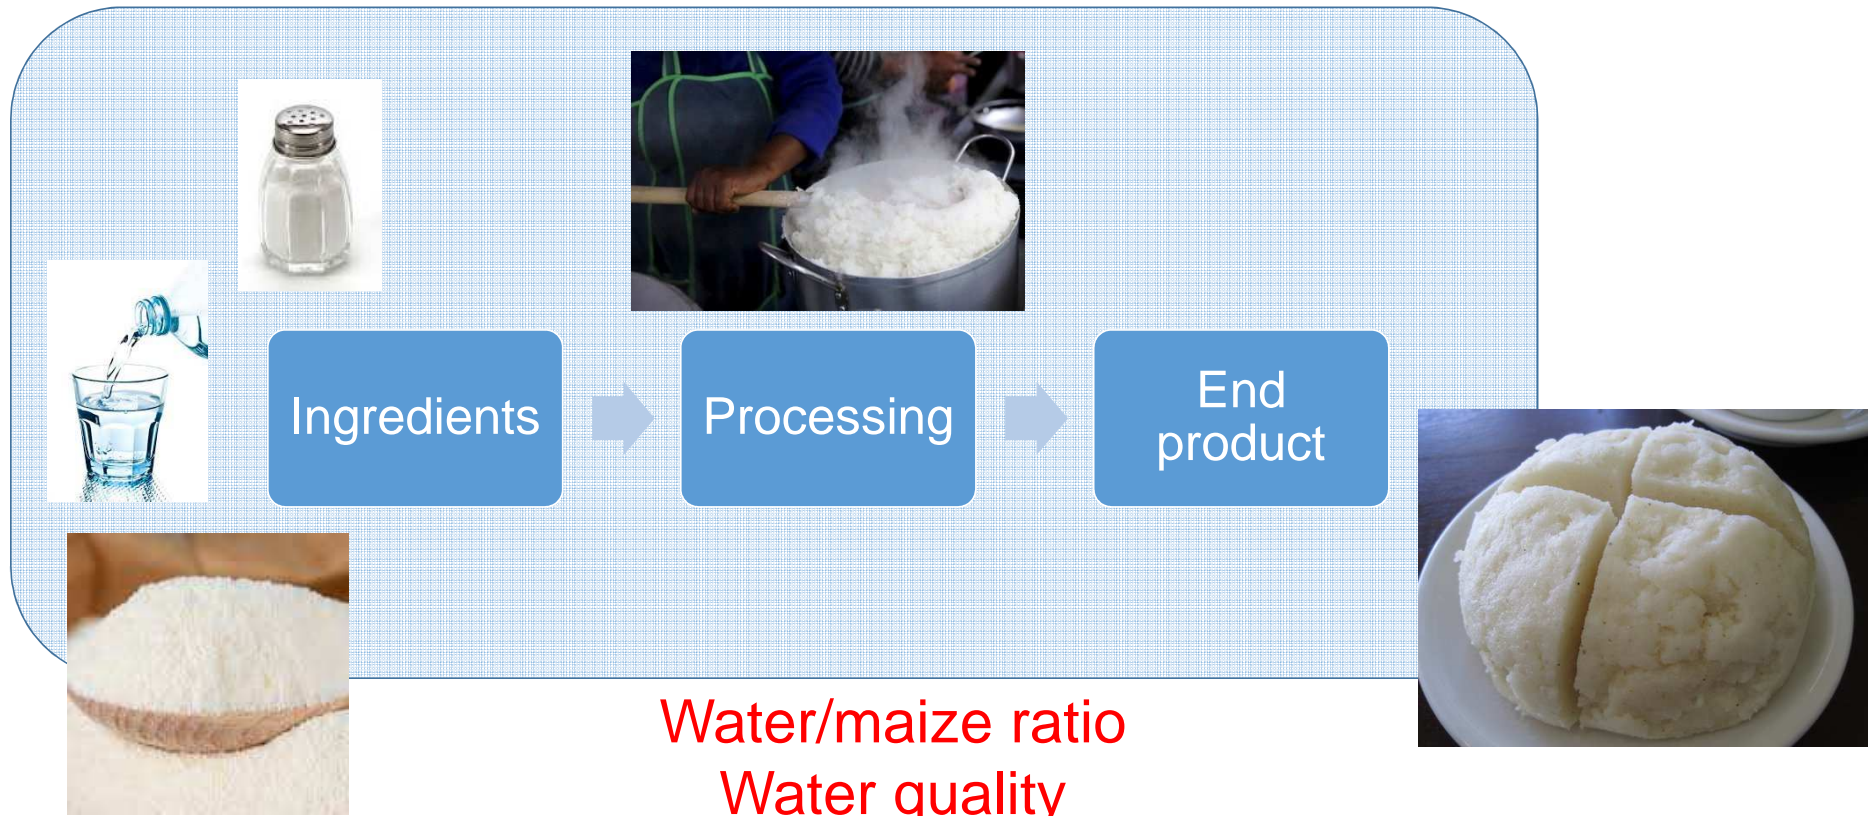 Ingredients
Processing
End
product
Water/maize ratio
Water quality